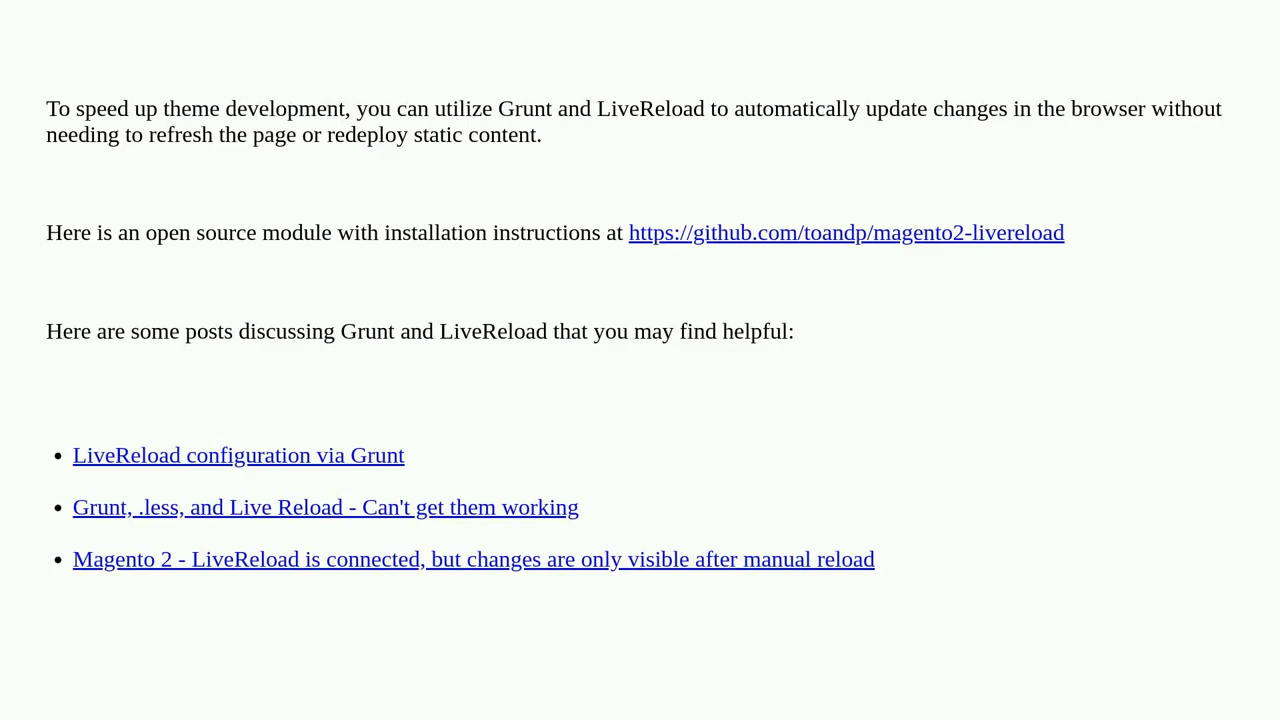 To speed up theme development, you can utilize Grunt and LiveReload to automatically update changes in the browser without
needing to refresh the page or redeploy static content.
Here is an open source module with installation instructions at https://github.com/toandp/magento2-livereload
Here are some posts discussing Grunt and LiveReload that you may find helpful:
• LiveReload configuration via Grunt
• Grunt, .less, and Live Reload - Can't get them working
• Magento 2 - LiveReload is connected, but changes are only visible after manual reload